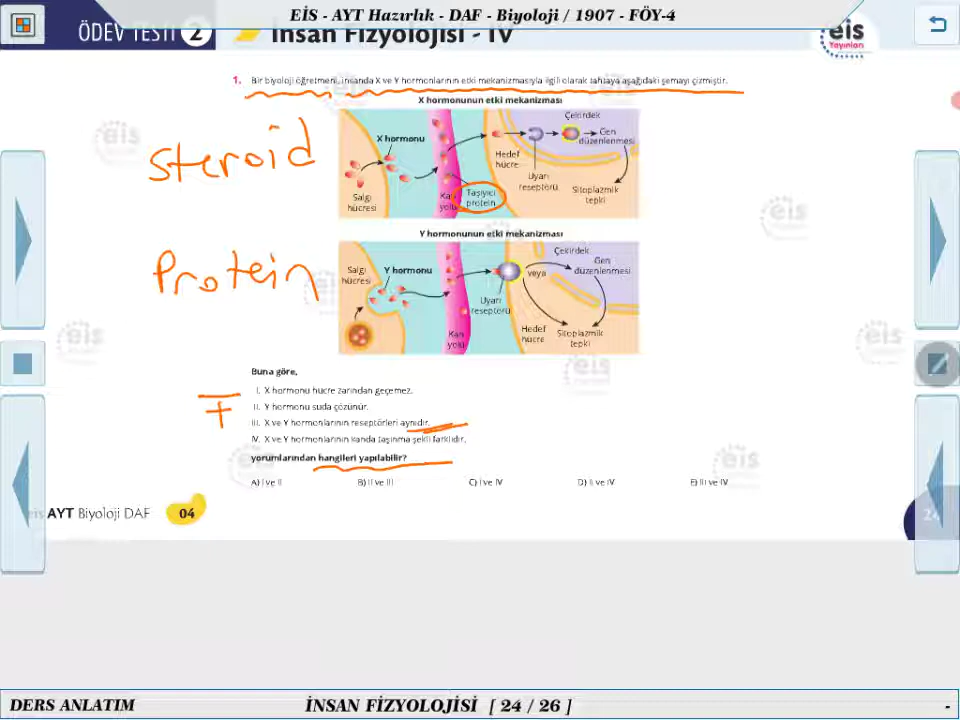 EİS - AYT Hazırlık - DAF - Biyoloji / 1907 - FÖY-4
ÖDEV TESTİ 2
İnsan Fizyolojisi - IV
eis
Yayınları
1. Bir biyoloji öğretmeni, insanda X ve Y hormonlarının etki mekanizmasıyla ilgili olarak tahtaya aşağıdaki şemayı çizmiştir.
X hormonunun etki mekanizması
Steroid
X hormonu
Salgı
hücresi
Kan
yolu
Taşıyıcı
protein
Hedef
hücre
Çekirdek
Gen
düzenlenmesi
Uyarı
reseptörü
Sitoplazmik
tepki
Y hormonunun etki mekanizması
Protein
Salgı
hücresi
Y hormonu
Kan
yolu
Uyarı
reseptörü
veya
Çekirdek
Gen
düzenlenmesi
Hedef
hücre
Sitoplazmik
tepki
Buna göre,
I. X hormonu hücre zarından geçemez.
II. Y hormonu suda çözünür.
III. X ve Y hormonlarının reseptörleri aynıdır.
IV. X ve Y hormonlarının kanda taşınma şekli farklıdır.
yorumlarından hangileri yapılabilir?
A) I ve II B) II ve III C) I ve IV D) II ve IV E) III ve IV
eis AYT Biyoloji DAF 04
24
DERS ANLATIM
İNSAN FİZYOLOJİSİ [ 24 / 26 ]
-